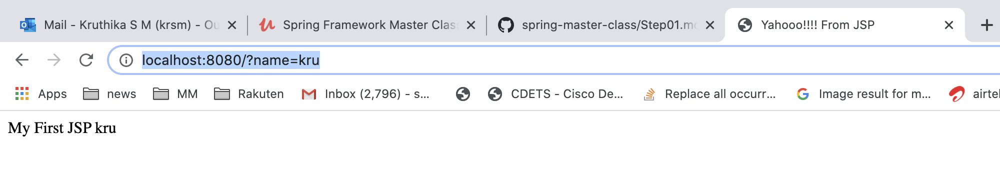 Mail - Kruthika S M (krsm) - Ou Spring Framework Master Clas spring-master-class/Step01.m Yahooo!!!! From JSP
localhost:8080/?name=kru
Apps news MM Rakuten Inbox (2,796) - s... CDETS - Cisco De... Replace all occurr... Image result for m... airtel
My First JSP kru